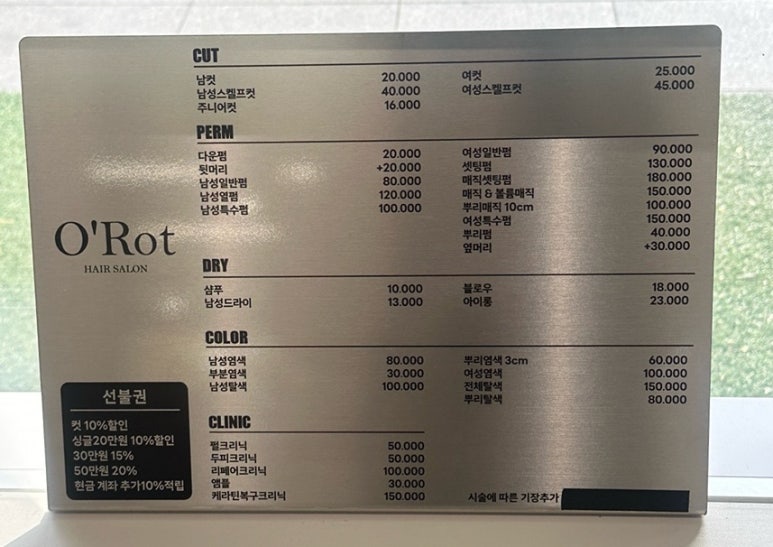 CUT
남컷 20.000
남성스켈프컷 40.000
주니어컷 16.000
여컷 25.000
여성스켈프컷 45.000
PERM
다운펌 20.000
뒷머리 +20.000
남성일반펌 80.000
남성열펌 120.000
남성특수펌 100.000
여성일반펌 90.000
셋팅펌 130.000
매직셋팅펌 180.000
매직 & 볼륨매직 150.000
뿌리매직 10cm 100.000
여성특수펌 150.000
뿌리펌 40.000
옆머리 +30.000
O'Rot
HAIR SALON
DRY
샴푸 10.000
남성드라이 13.000
블로우 18.000
아이롱 23.000
COLOR
남성염색 80.000
부분염색 30.000
남성탈색 100.000
뿌리염색 3cm 60.000
여성염색 100.000
전체탈색 150.000
뿌리탈색 80.000
선불권
컷 10%할인
싱글20만원 10%할인
30만원 15%
50만원 20%
현금 계좌 추가10%적립
CLINIC
펄크리닉 50.000
두피크리닉 50.000
리페어크리닉 100.000
앰플 30.000
케라틴복구크리닉 150.000
시술에 따른 기장추가